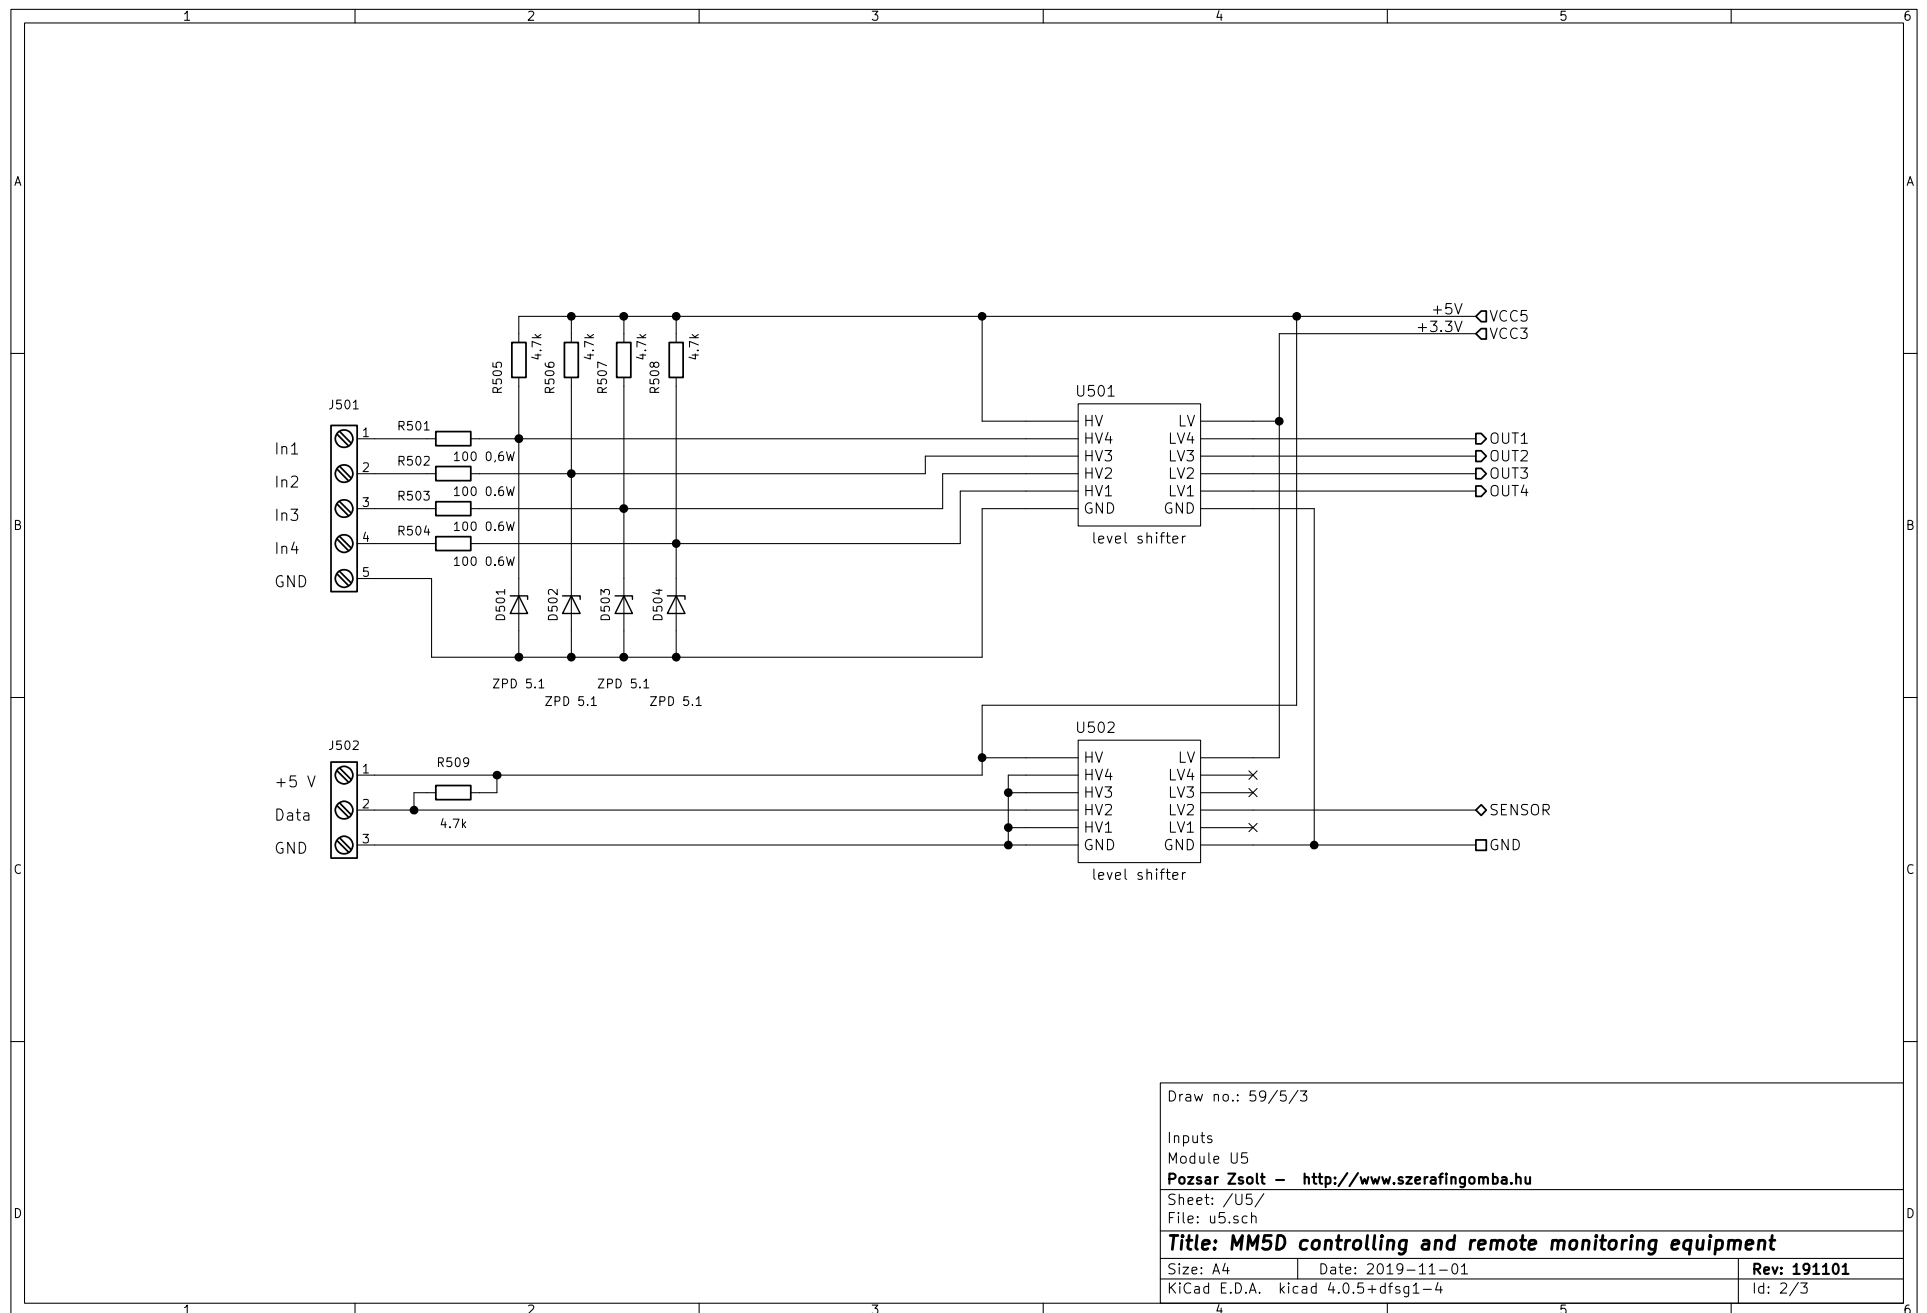 1 2 3 4 5 6
A A
+5V VCC5
+3.3V VCC3
4.7k 4.7k 4.7k 4.7k
R505 R506 R507 R508
U501
J501
HV LV
R501
1
HV4 LV4 OUT1
In1
100 0,6W
HV3 LV3 OUT2
R502
2
HV2 LV2 OUT3
In2
100 0.6W
HV1 LV1 OUT4
R503
3
GND GND
In3
100 0.6W
B B
R504
4
level shifter
In4
100 0.6W
5
GND
D501 D502 D503 D504
ZPD 5.1 ZPD 5.1
ZPD 5.1 ZPD 5.1
U502
J502
HV LV
R509
1
+5 V
HV4 LV4
HV3 LV3
2
Data
4.7k
HV2 LV2 SENSOR
HV1 LV1
3
GND
GND GND GND
C C
level shifter
Draw no.: 59/5/3
Inputs
Module U5
Pozsar Zsolt - http://www.szerafingomba.hu
Sheet: /U5/
D D
File: u5.sch
Title: MM5D controlling and remote monitoring equipment
Size: A4 Date: 2019-11-01 Rev: 191101
KiCad E.D.A. kicad 4.0.5+dfsg1-4 Id: 2/3
1 2 3 4 5 6